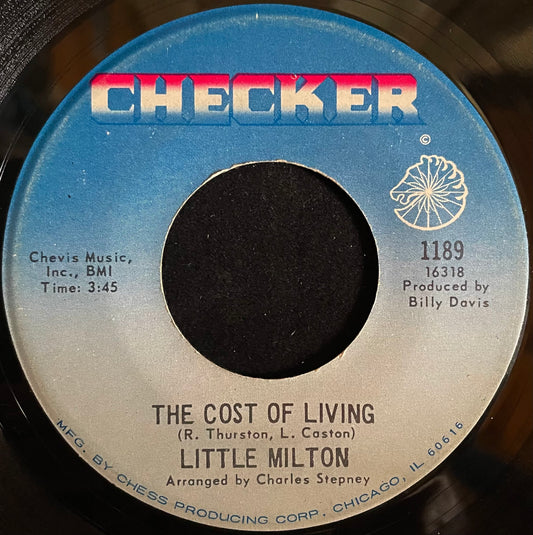 CHECKER
©
Chevis Music,
Inc., BMI
Time: 3:45
1189
16318
Produced by
Billy Davis
THE COST OF LIVING
(R. Thurston, L. Caston)
LITTLE MILTON
Arranged by Charles Stepney
MFG. BY CHESS PRODUCING CORP. CHICAGO, IL 60616